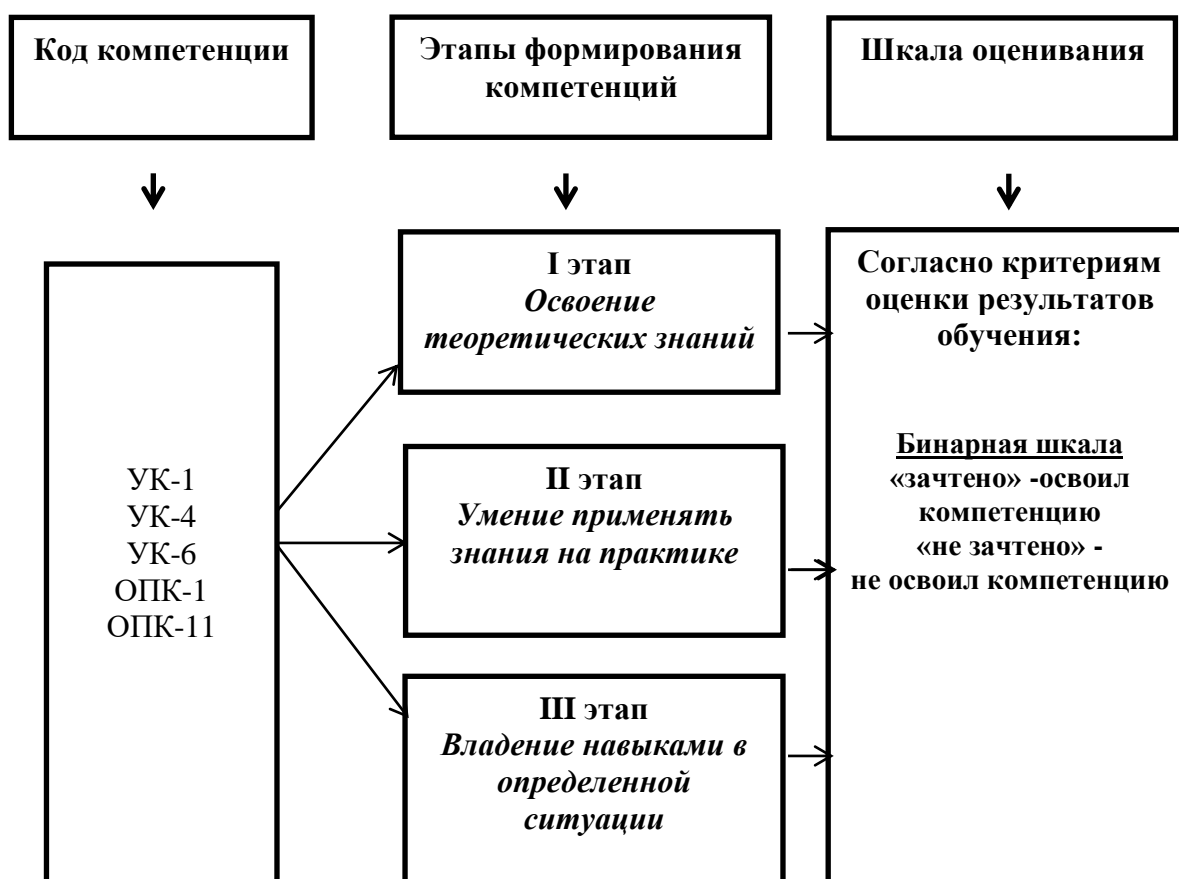 Код компетенции
Этапы формирования
компетенций
Шкала оценивания
УК-1
УК-4
УК-6
ОПК-1
ОПК-11
I этап
Освоение
теоретических знаний
II этап
Умение применять
знания на практике
III этап
Владение навыками в
определенной
ситуации
Согласно критериям
оценки результатов
обучения:
Бинарная шкала
«зачтено» -освоил
компетенцию
«не зачтено» -
не освоил компетенцию